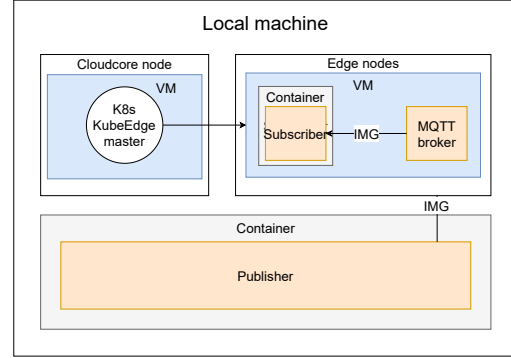 Local machine
Cloudcore node
VM
K8s
KubeEdge
master
Edge nodes
VM
Container
Subscriber
IMG
MQTT
broker
IMG
Container
Publisher